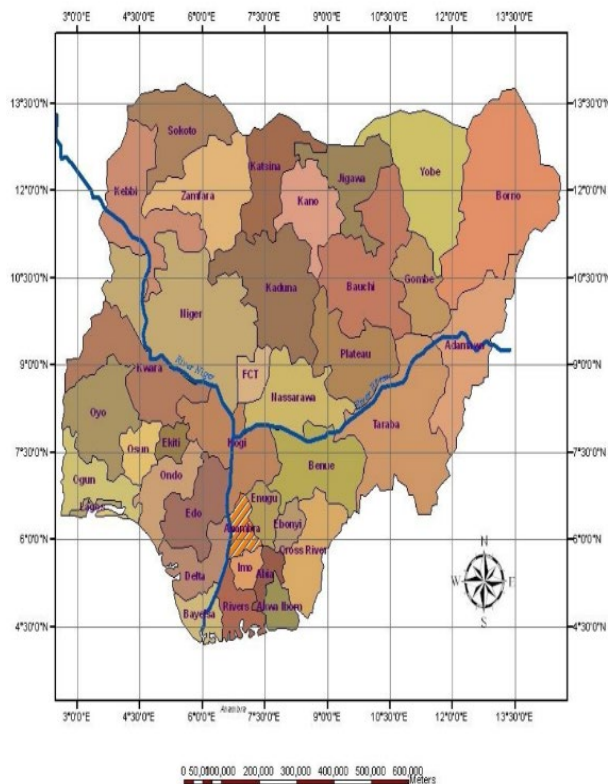 3°0'0"E 4°30'0"E 6°0'0"E 7°30'0"E 9°0'0"E 10°30'0"E 12°0'0"E 13°30'0"E
13°30'0"N 13°30'0"N
Sokoto
Katsina
Jigawa
Yobe
Kebbi
Zamfara
Kano
Borno
12°0'0"N 12°0'0"N
10°30'0"N 10°30'0"N
Gombe
Kaduna
Bauchi
Niger
Adamawa
Plateau
9°0'0"N 9°0'0"N
Kwara
River Niger
FCT
Nassarawa
River Benue
Oyo
Taraba
Kogi
7°30'0"N 7°30'0"N
Osun
Ekiti
Benue
Ogun
Ondo
Enugu
Lagos
Edo
Anambra
Ebonyi
6°0'0"N 6°0'0"N
Cross River
N
Imo
Abia
W E
Delta
S
Bayelsa
Rivers
Akwa Ibom
4°30'0"N 4°30'0"N
Anambra
3°0'0"E 4°30'0"E 6°0'0"E 7°30'0"E 9°0'0"E 10°30'0"E 12°0'0"E 13°30'0"E
0 50,00100,000 200,000 300,000 400,000 500,000 600,000
Meters